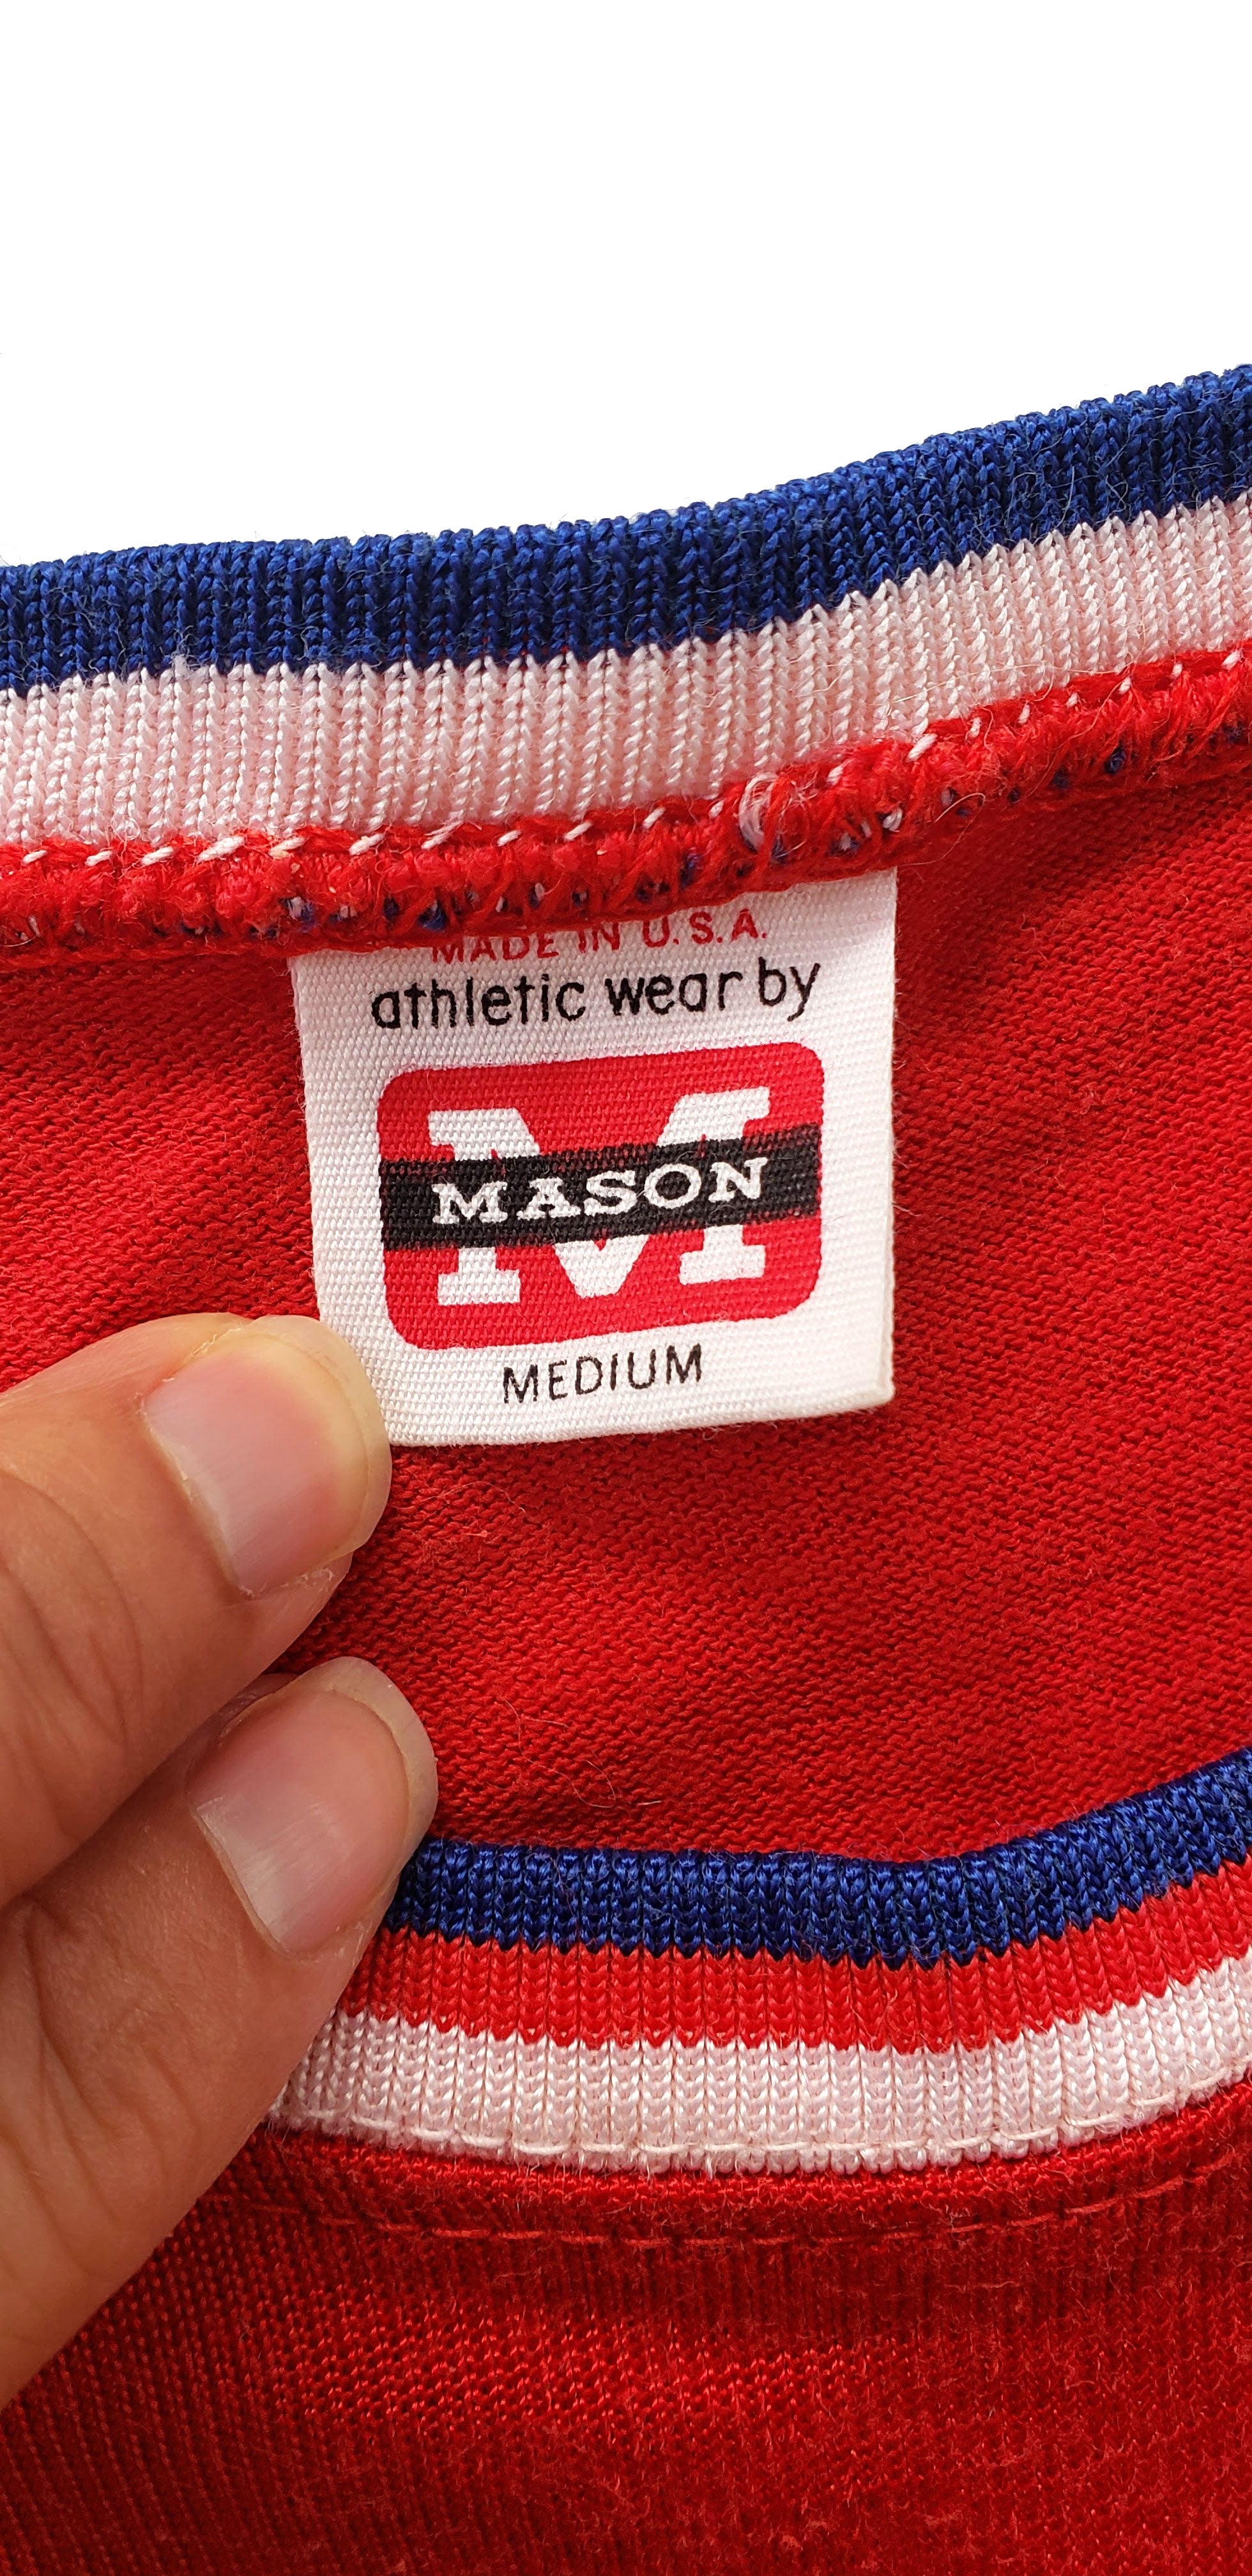 MADE IN U.S.A.
athletic wear by
M
MASON
MEDIUM